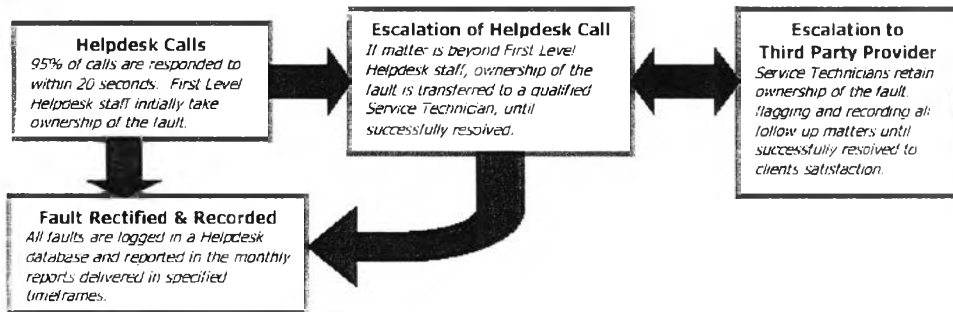 Helpdesk Calls
95% of calls are responded to
within 20 seconds. First Level
Helpdesk staff initially take
ownership of the fault.
Escalation of Helpdesk Call
If matter is beyond First Level
Helpdesk staff, ownership of the
fault is transferred to a qualified
Service Technician, until
successfully resolved.
Escalation to
Third Party Provider
Service Technicians retain
ownership of the fault,
flagging and recording all
follow up matters until
successfully resolved to
clients satisfaction.
Fault Rectified & Recorded
All faults are logged in a Helpdesk
database and reported in the monthly
reports delivered in specified
timeframes.